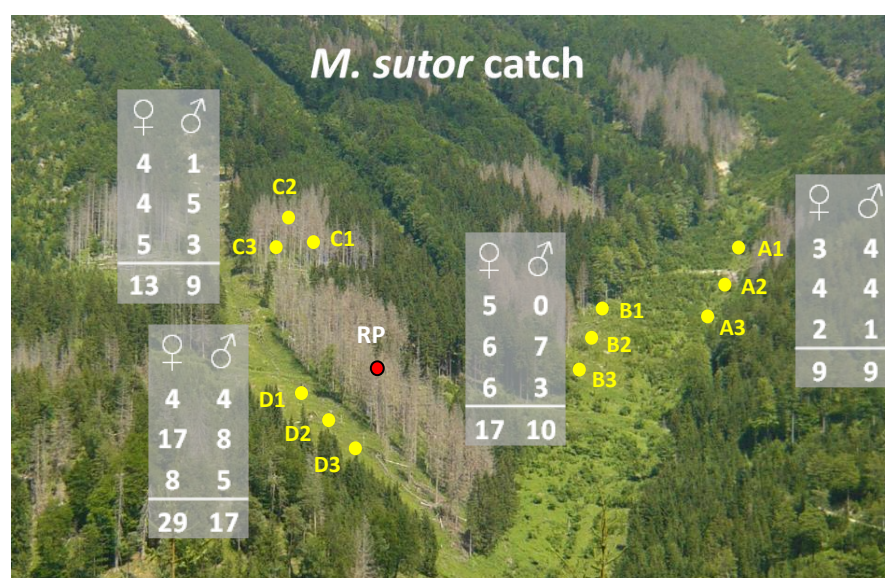 M. sutor catch
♀ ♂
4 1
4 5
5 3
13 9
C2
C3
C1
♀ ♂
3 4
4 4
2 1
9 9
A1
A2
A3
♀ ♂
5 0
6 7
6 3
17 10
B1
B2
B3
RP
♀ ♂
4 4
17 8
8 5
29 17
D1
D2
D3